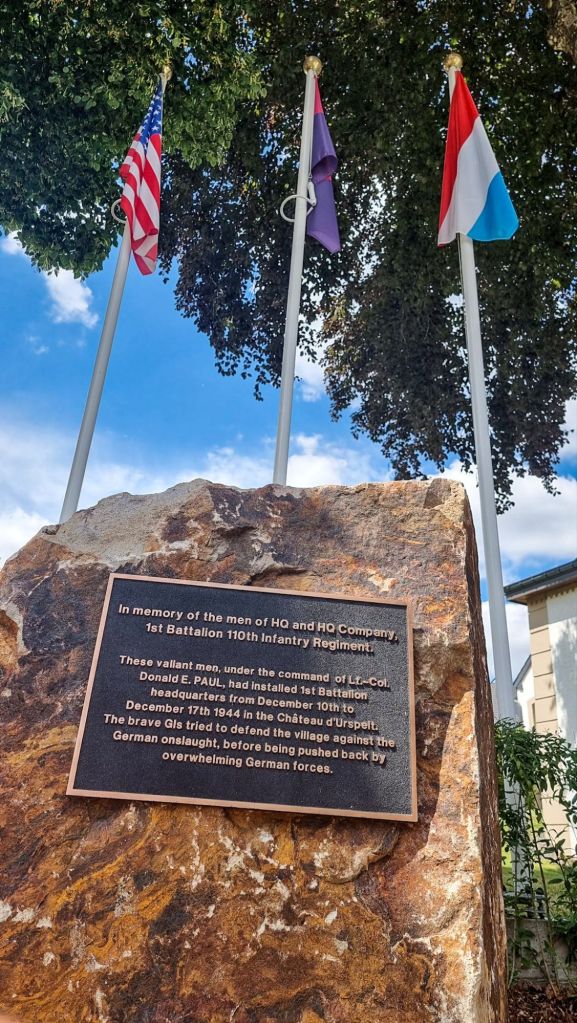 In memory of the men of HQ and HQ Company,
1st Battalion 110th Infantry Regiment.
These valiant men, under the command of Lt.-Col.
Donald E. PAUL, had installed 1st Battalion
headquarters from December 10th to
December 17th 1944 in the Château d'Urspelt.
The brave GIs tried to defend the village against the
German onslaught, before being pushed back by
overwhelming German forces.